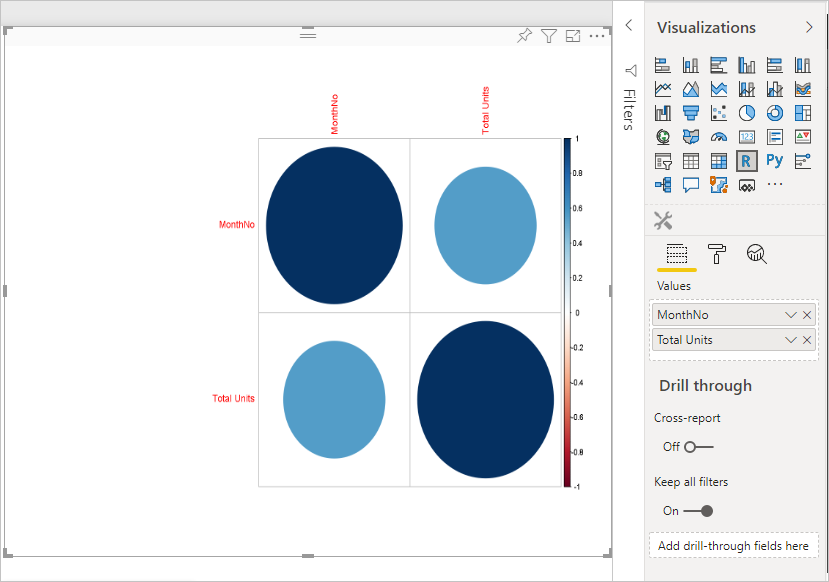 Visualizations
Filters
MonthNo
Total Units
MonthNo
Total Units
1
0.8
0.6
0.4
0.2
0
-0.2
-0.4
-0.6
-0.8
-1
123
R
Py
Values
MonthNo
Total Units
Drill through
Cross-report
Off
Keep all filters
On
Add drill-through fields here